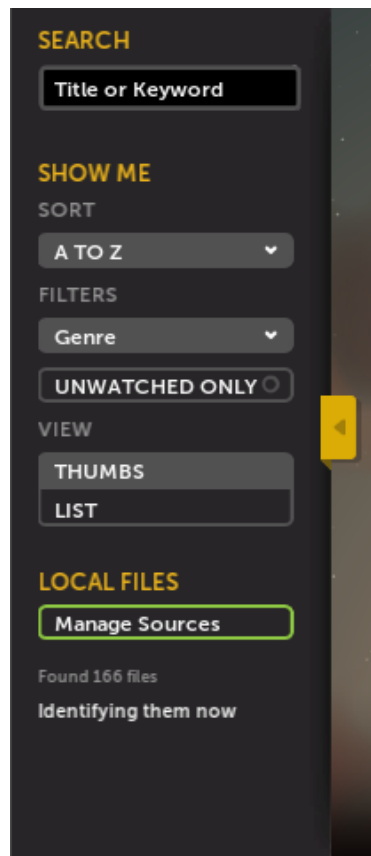 SEARCH
Title or Keyword
SHOW ME
SORT
A TO Z
FILTERS
Genre
UNWATCHED ONLY
VIEW
THUMBS
LIST
LOCAL FILES
Manage Sources
Found 166 files
Identifying them now